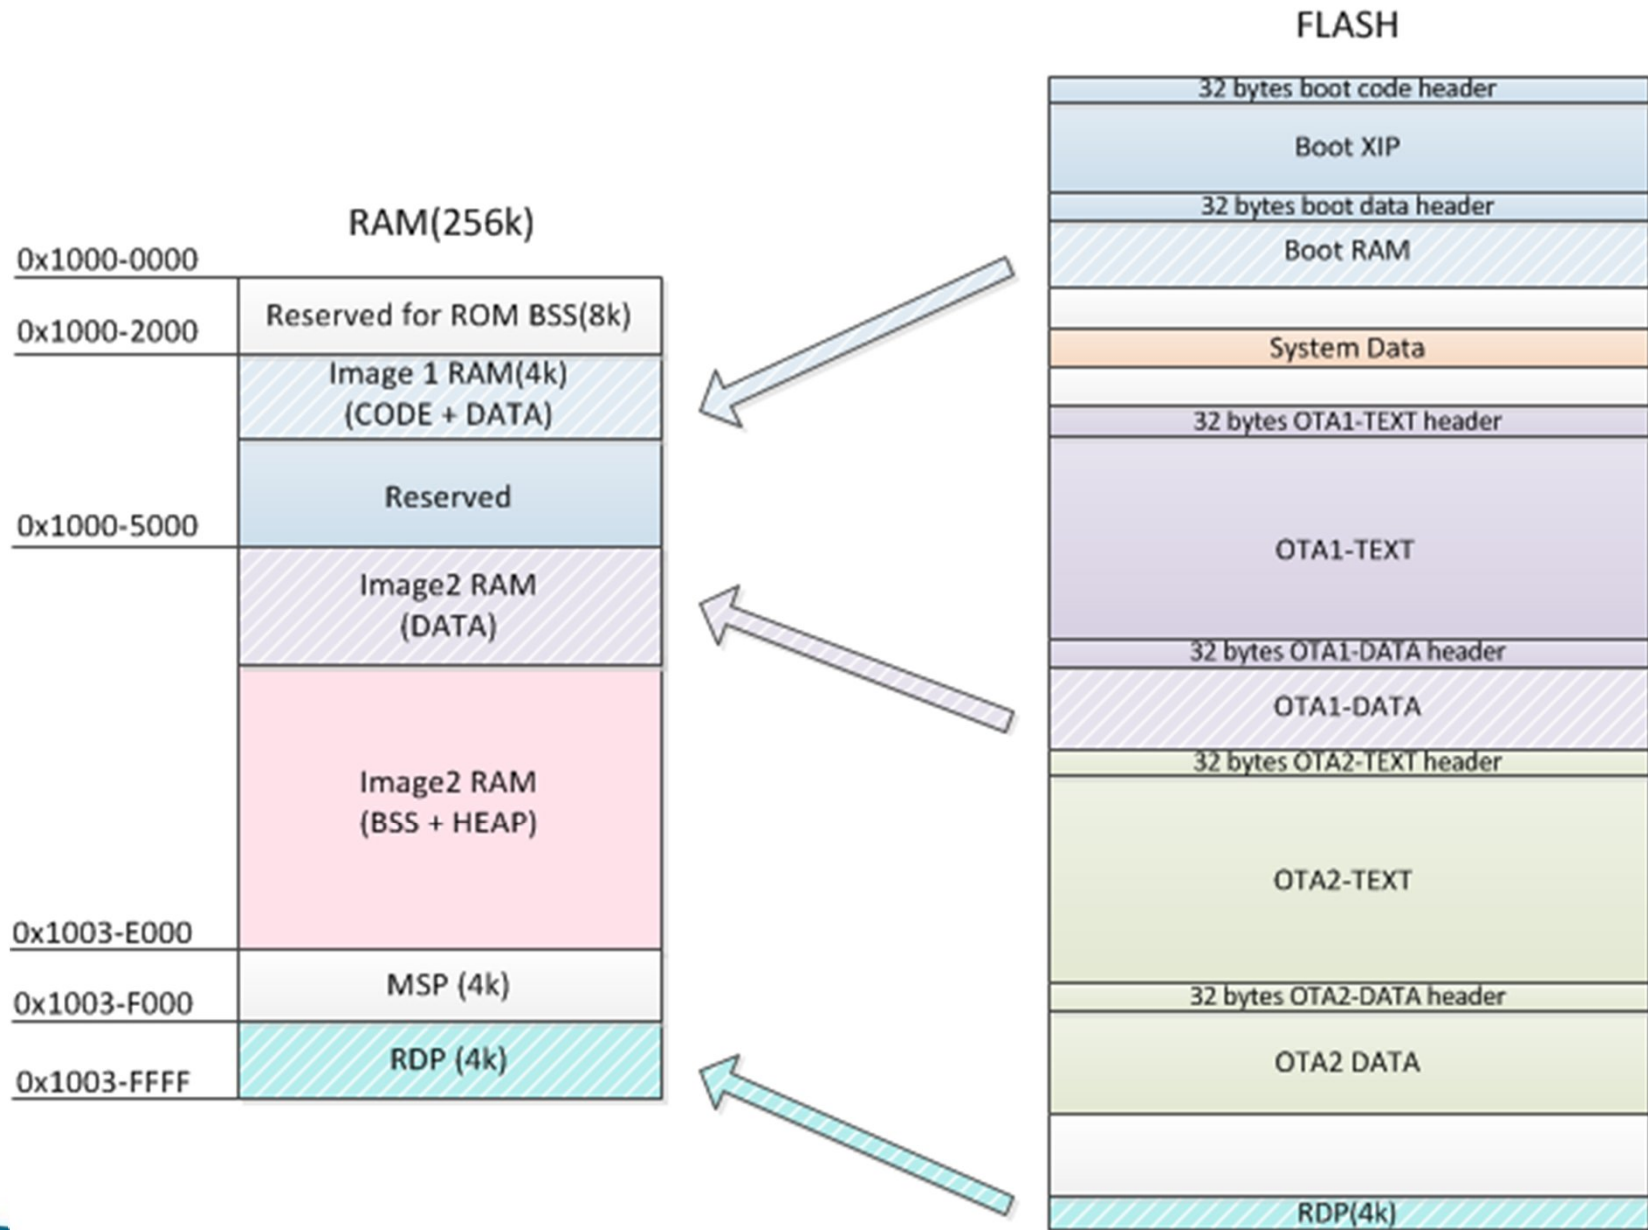 RAM(256k)
0x1000-0000
Reserved for ROM BSS(8k)
0x1000-2000
Image 1 RAM(4k)
(CODE + DATA)
Reserved
0x1000-5000
Image2 RAM
(DATA)
Image2 RAM
(BSS + HEAP)
0x1003-E000
MSP (4k)
0x1003-F000
RDP (4k)
0x1003-FFFF
FLASH
32 bytes boot code header
Boot XIP
32 bytes boot data header
Boot RAM
System Data
32 bytes OTA1-TEXT header
OTA1-TEXT
32 bytes OTA1-DATA header
OTA1-DATA
32 bytes OTA2-TEXT header
OTA2-TEXT
32 bytes OTA2-DATA header
OTA2 DATA
RDP(4k)